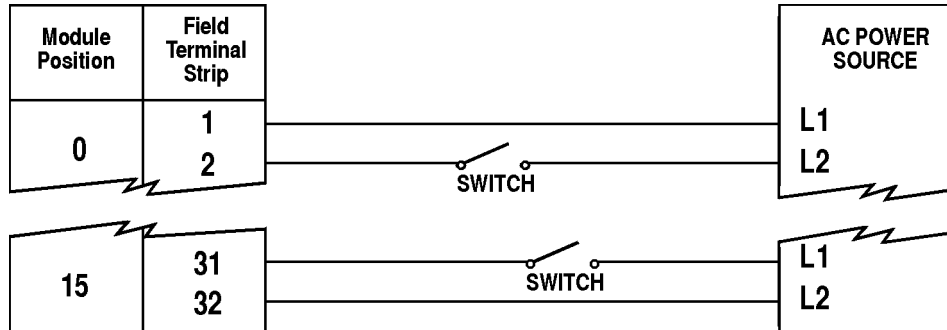 Module
Position
Field
Terminal
Strip
AC POWER
SOURCE
0
1
L1
2
SWITCH
L2
15
31
SWITCH
L1
32
L2